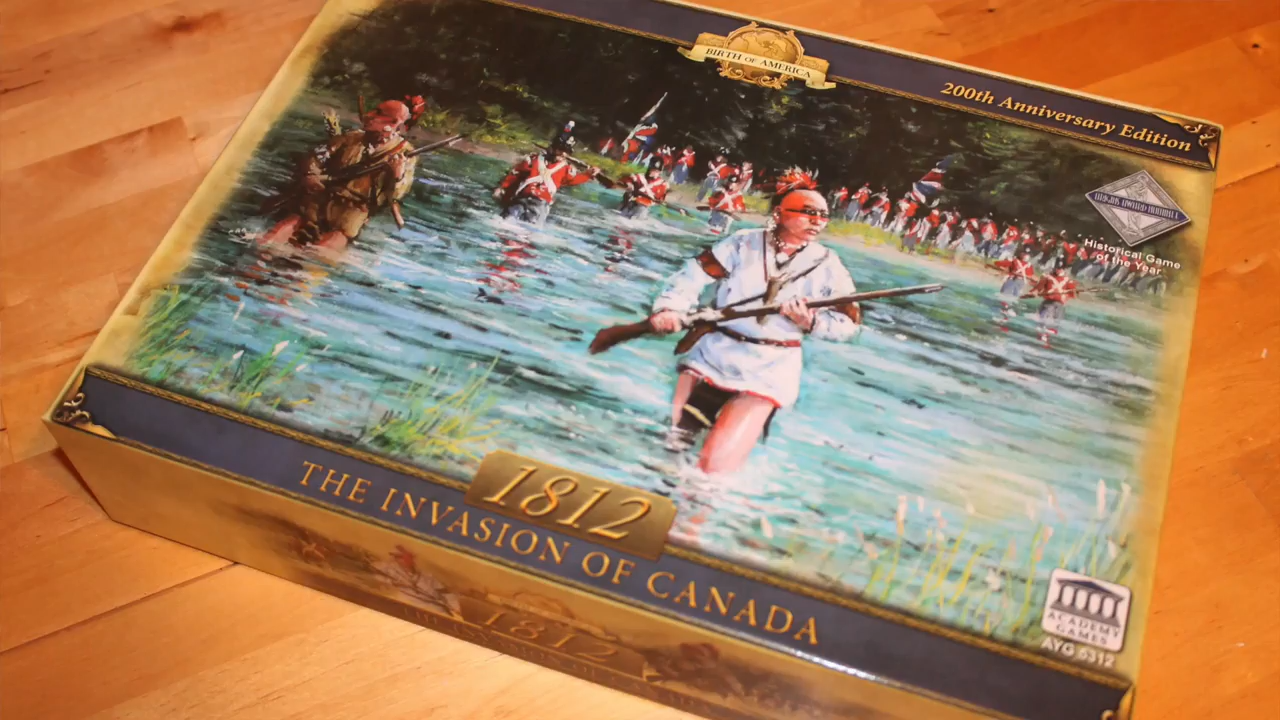 BIRTH OF AMERICA
200th Anniversary Edition
Historical Game
of the Year
1812
THE INVASION OF CANADA
ACADEMY
GAMES
AYG 5312
1812